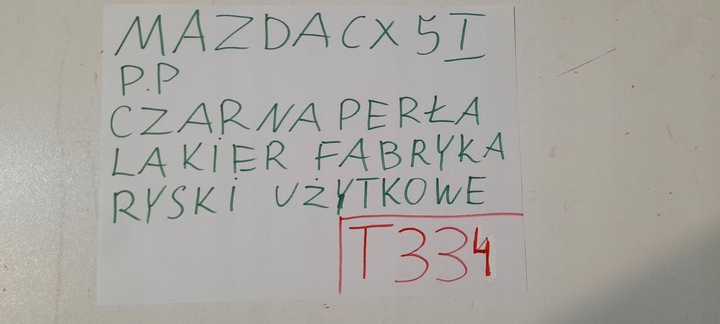 MAZDA CX 5 I
P.P
CZARNA PERŁA
LAKIER FABRYKA
RYSKI UŻYTKOWE
T334